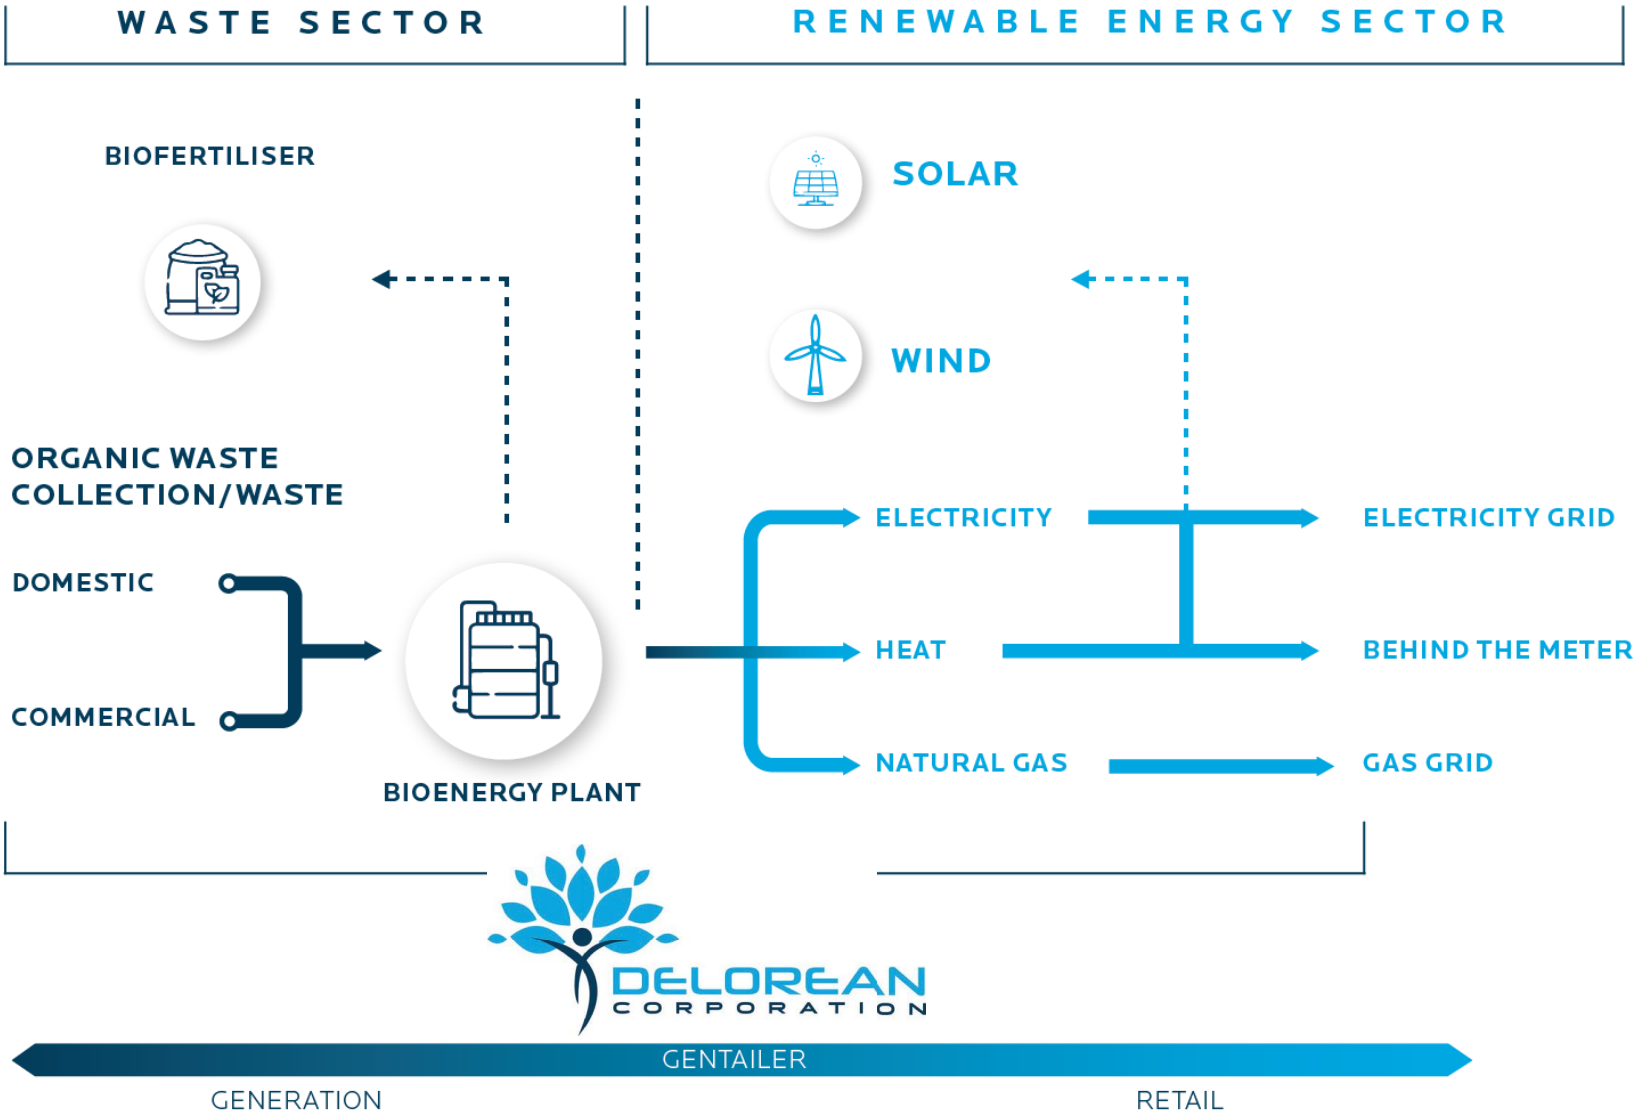 WASTE SECTOR
RENEWABLE ENERGY SECTOR
BIOFERTILISER
SOLAR
WIND
ORGANIC WASTE
COLLECTION/WASTE
DOMESTIC
COMMERCIAL
BIOENERGY PLANT
ELECTRICITY
ELECTRICITY GRID
HEAT
BEHIND THE METER
NATURAL GAS
GAS GRID
DELOREAN
CORPORATION
GENTAILER
GENERATION
RETAIL